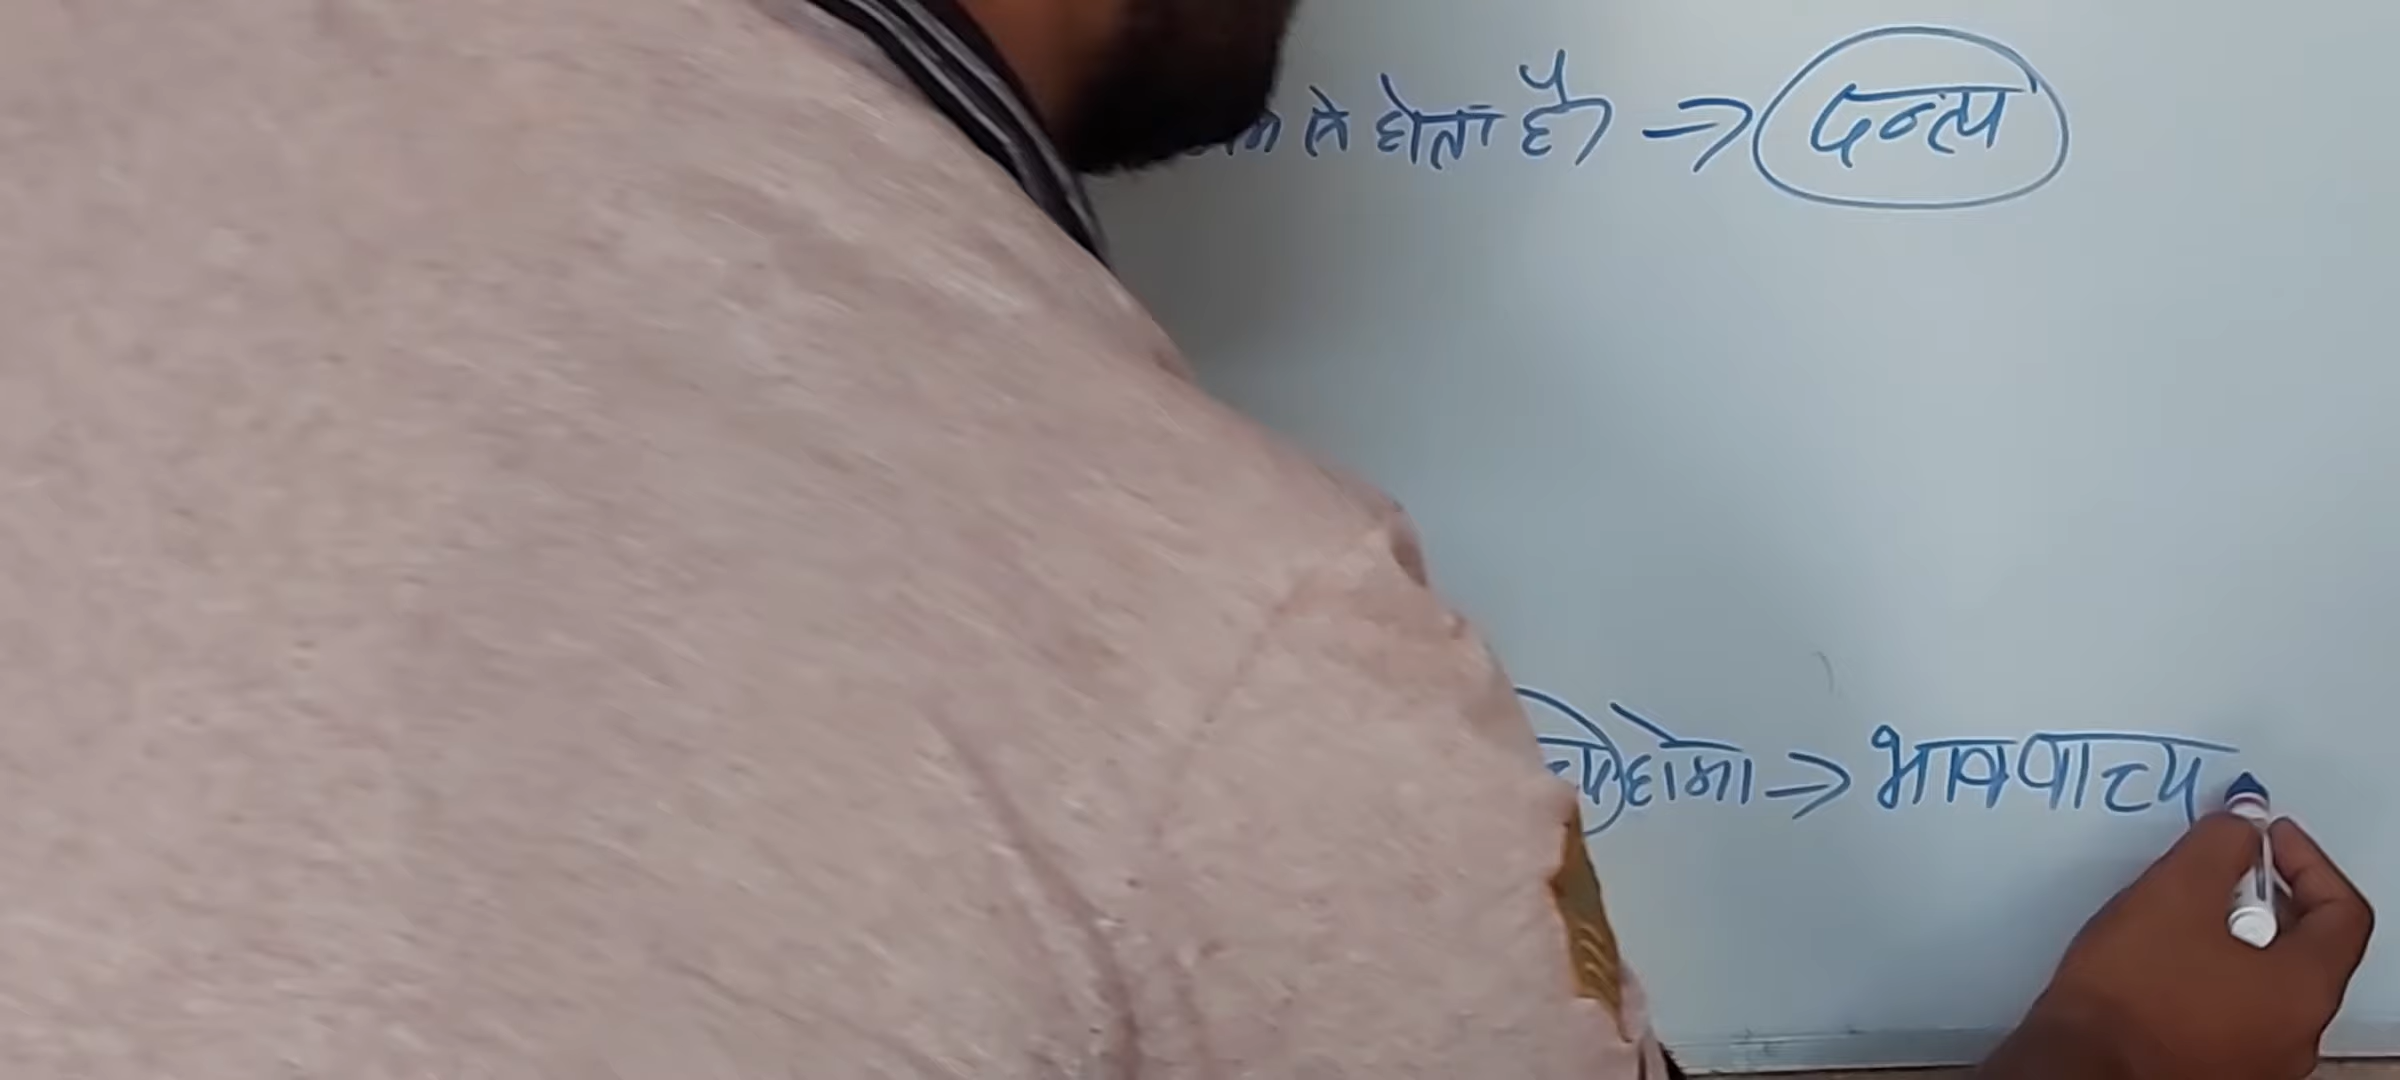 से होता है। → दन्त्य
होगा → भाववाच्य